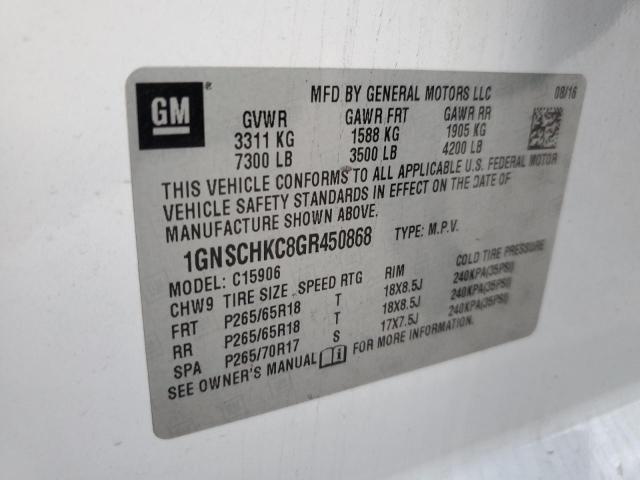 GM
MFD BY GENERAL MOTORS LLC 08/16
GVWR GAWR FRT GAWR RR
3311 KG 1588 KG 1905 KG
7300 LB 3500 LB 4200 LB
THIS VEHICLE CONFORMS TO ALL APPLICABLE U.S. FEDERAL MOTOR
VEHICLE SAFETY STANDARDS IN EFFECT ON THE DATE OF
MANUFACTURE SHOWN ABOVE.
1GNSCHKC8GR450868 TYPE: M.P.V.
MODEL: C15906
CHW9 TIRE SIZE SPEED RTG RIM COLD TIRE PRESSURE
FRT P265/65R18 T 18X8.5J 240KPA(35PSI)
RR P265/65R18 T 18X8.5J 240KPA(35PSI)
SPA P265/70R17 S 17X7.5J 240KPA(35PSI)
SEE OWNER'S MANUAL FOR MORE INFORMATION.